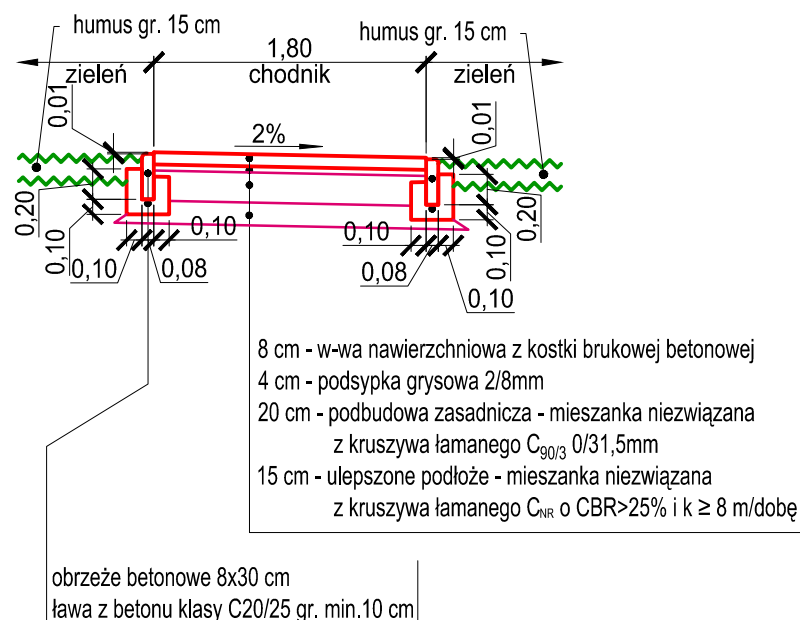 humus gr. 15 cm
humus gr. 15 cm
1,80
zieleń
chodnik
zieleń
0,01
0,01
2%
0,20
0,20
0,10
0,10
0,10
0,10
0,10
0,08
0,08
0,10
8 cm - w-wa nawierzchniowa z kostki brukowej betonowej
4 cm - podsypka grysowa 2/8mm
20 cm - podbudowa zasadnicza - mieszanka niezwiązana
z kruszywa łamanego C90/3 0/31,5mm
15 cm - ulepszone podłoże - mieszanka niezwiązana
z kruszywa łamanego CNR o CBR>25% i k ≥ 8 m/dobę
obrzeże betonowe 8x30 cm
ława z betonu klasy C20/25 gr. min.10 cm